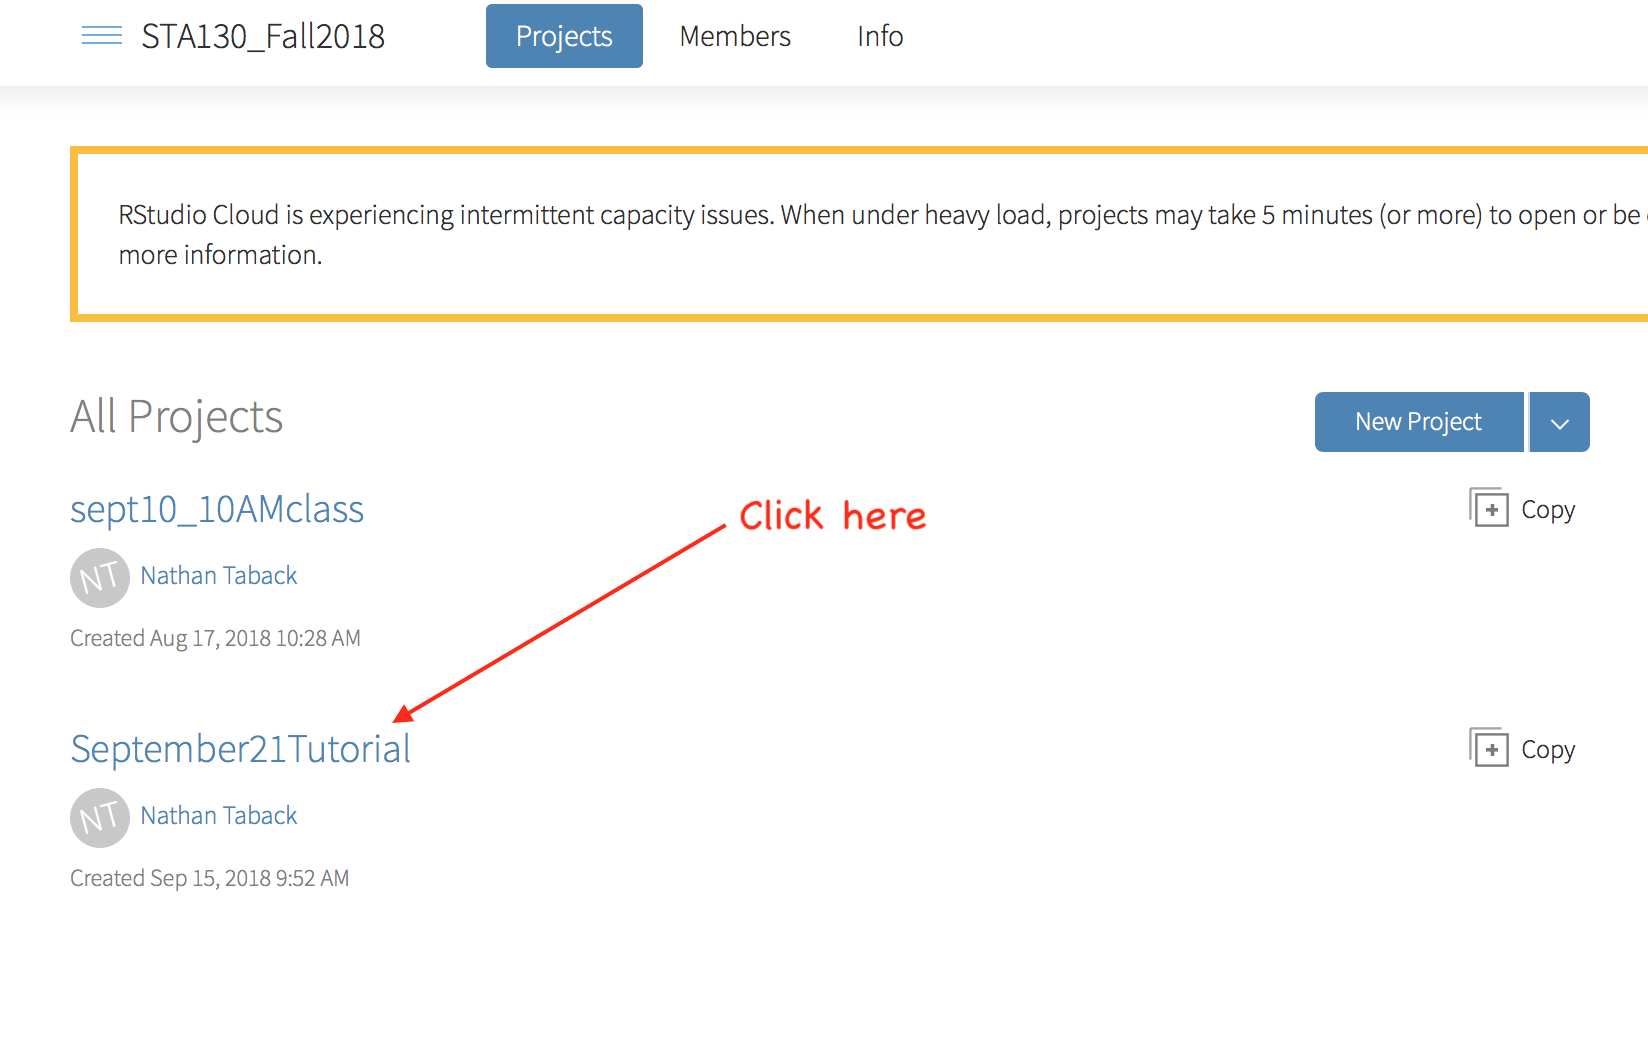 STA130_Fall2018 Projects Members Info
RStudio Cloud is experiencing intermittent capacity issues. When under heavy load, projects may take 5 minutes (or more) to open or be
more information.
All Projects New Project
sept10_10AMclass Click here Copy
NT Nathan Taback
Created Aug 17, 2018 10:28 AM
September21Tutorial Copy
NT Nathan Taback
Created Sep 15, 2018 9:52 AM